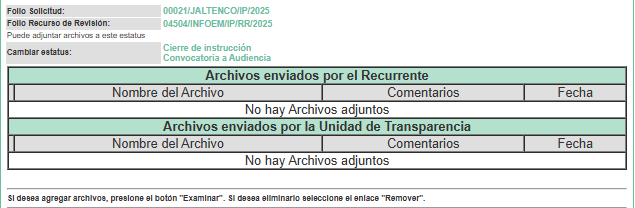 Folio Solicitud: 00021/JALTENCO/IP/2025
Folio Recurso de Revisión: 04504/INFOEM/IP/RR/2025
Puede adjuntar archivos a este estatus
Cambiar estatus: Cierre de instrucción
Convocatoria a Audiencia
Archivos enviados por el Recurrente
Nombre del Archivo Comentarios Fecha
No hay Archivos adjuntos
Archivos enviados por la Unidad de Transparencia
Nombre del Archivo Comentarios Fecha
No hay Archivos adjuntos
Si desea agregar archivos, presione el botón "Examinar". Si desea eliminarlo seleccione el enlace "Remover".